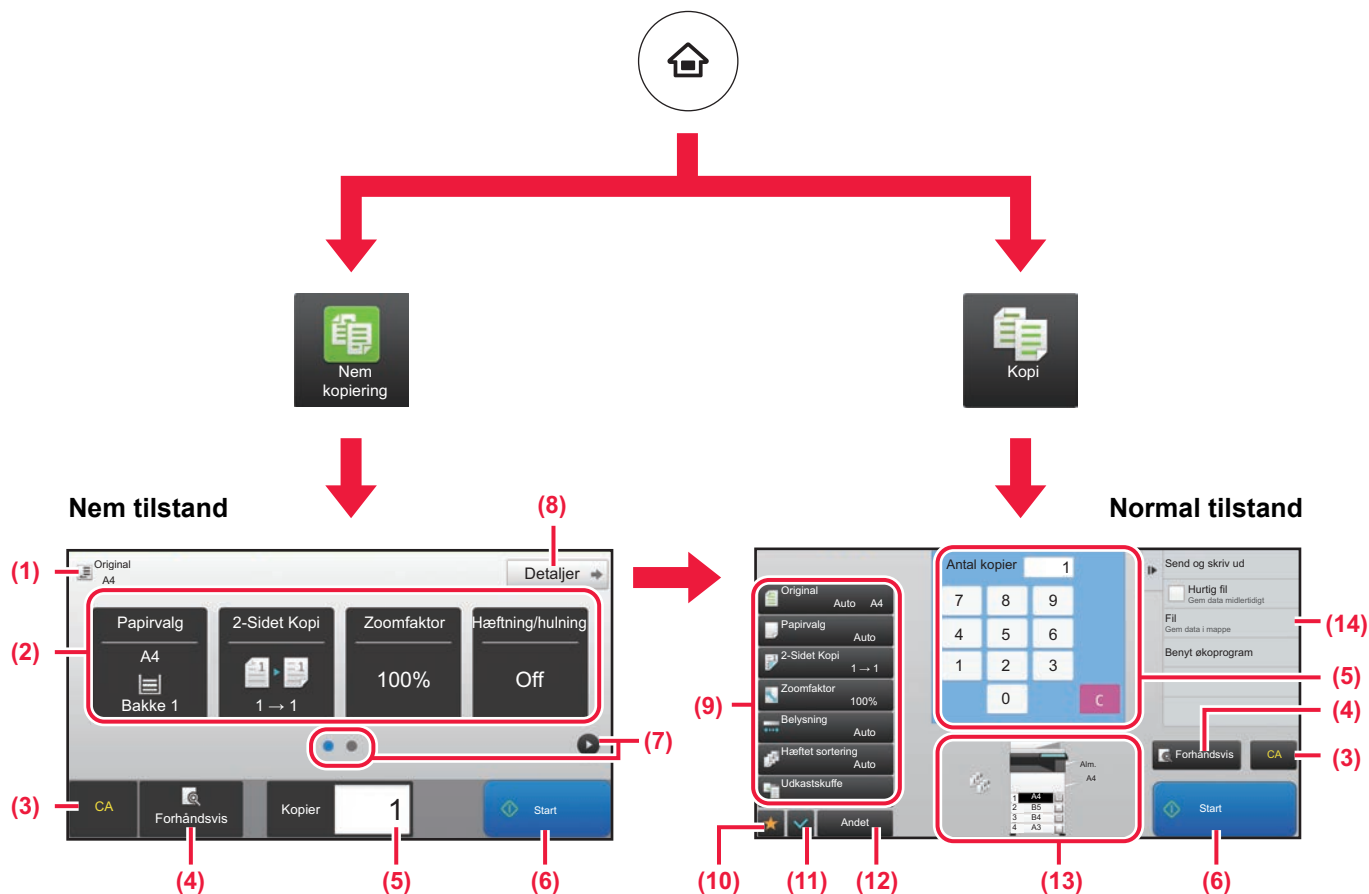 Nem
kopiering
Kopi
Nem tilstand
Normal tilstand
(8)
(1)
Original
A4
Detaljer
(2)
Papirvalg
A4
Bakke 1
2-Sidet Kopi
1
1
1 → 1
Zoomfaktor
100%
Hæftning/hulning
Off
(7)
(3)
CA
Forhåndsvis
Kopier
1
Start
(4)
(5)
(6)
(9)
Original
Auto A4
Papirvalg
Auto
2-Sidet Kopi
1 → 1
Zoomfaktor
100%
Belysning
Auto
Hæftet sortering
Auto
Udkastskuffe
Andet
Antal kopier 1
7 8 9
4 5 6
1 2 3
0 C
Alm.
A4
1 A4
2 B5
3 B4
4 A3
Send og skriv ud
Hurtig fil
Gem data midlertidigt
Fil
Gem data i mappe
Benyt økoprogram
(14)
(5)
(4)
Forhåndsvis
CA
(3)
Start
(10)
(11)
(12)
(13)
(6)